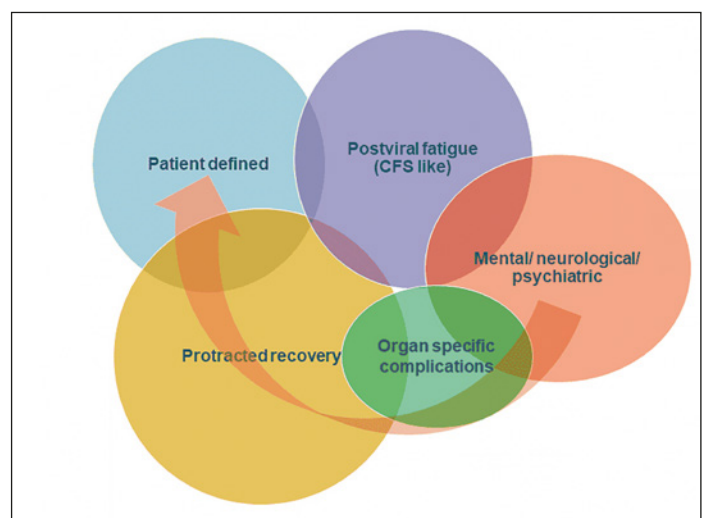 Postviral fatigue
(CFS like)
Patient defined
Mental/ neurological/
psychiatric
Protracted recovery
Organ specific
complications